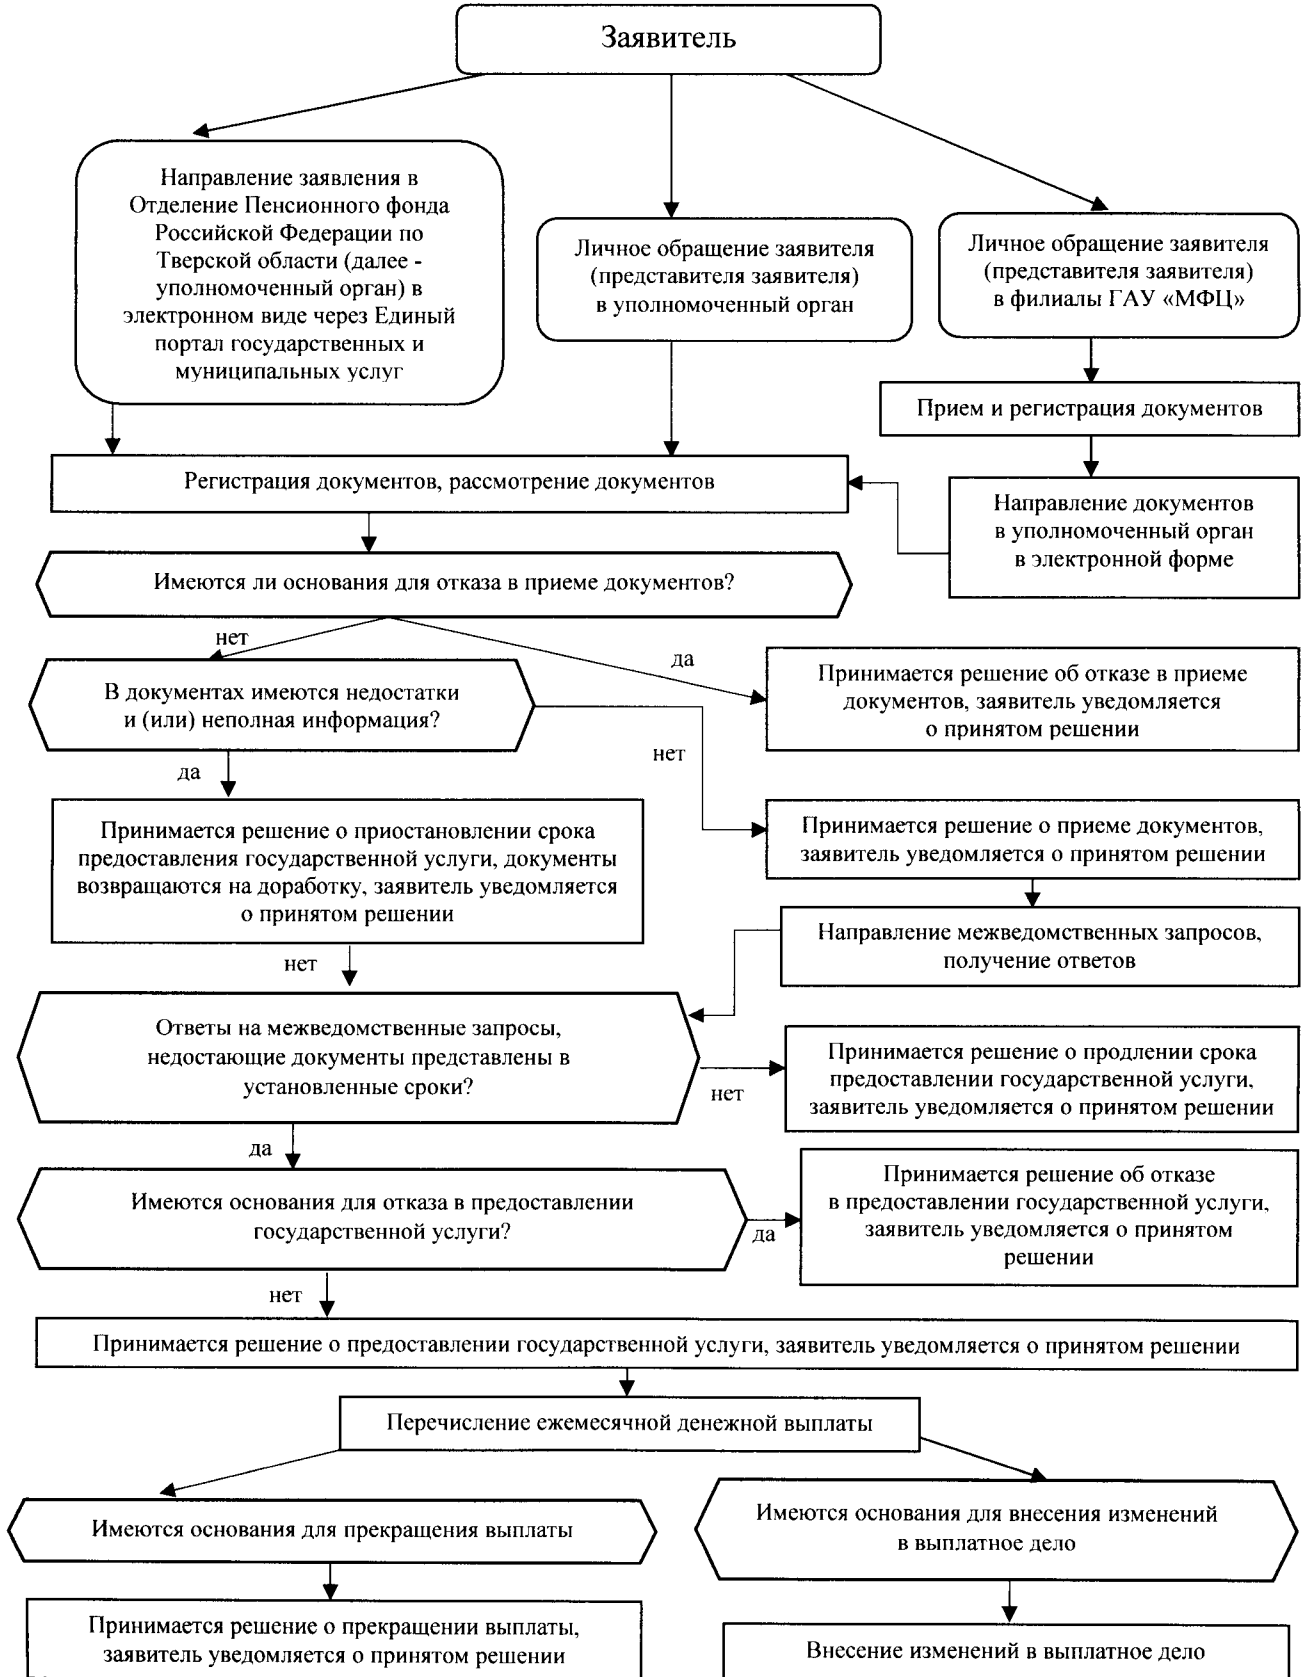 Заявитель
Направление заявления в
Отделение Пенсионного фонда
Российской Федерации по
Тверской области (далее -
уполномоченный орган) в
электронном виде через Единый
портал государственных и
муниципальных услуг
Личное обращение заявителя
(представителя заявителя)
в уполномоченный орган
Личное обращение заявителя
(представителя заявителя)
в филиалы ГАУ «МФЦ»
Прием и регистрация документов
Регистрация документов, рассмотрение документов
Направление документов
в уполномоченный орган
в электронной форме
Имеются ли основания для отказа в приеме документов?
нет
да
В документах имеются недостатки
и (или) неполная информация?
Принимается решение об отказе в приеме
документов, заявитель уведомляется
о принятом решении
нет
да
Принимается решение о приостановлении срока
предоставления государственной услуги, документы
возвращаются на доработку, заявитель уведомляется
о принятом решении
Принимается решение о приеме документов,
заявитель уведомляется о принятом решении
Направление межведомственных запросов,
получение ответов
нет
Ответы на межведомственные запросы,
недостающие документы представлены в
установленные сроки?
нет
Принимается решение о продлении срока
предоставлении государственной услуги,
заявитель уведомляется о принятом решении
да
Имеются основания для отказа в предоставлении
государственной услуги?
да
Принимается решение об отказе
в предоставлении государственной услуги,
заявитель уведомляется о принятом
решении
нет
Принимается решение о предоставлении государственной услуги, заявитель уведомляется о принятом решении
Перечисление ежемесячной денежной выплаты
Имеются основания для прекращения выплаты
Имеются основания для внесения изменений
в выплатное дело
Принимается решение о прекращении выплаты,
заявитель уведомляется о принятом решении
Внесение изменений в выплатное дело